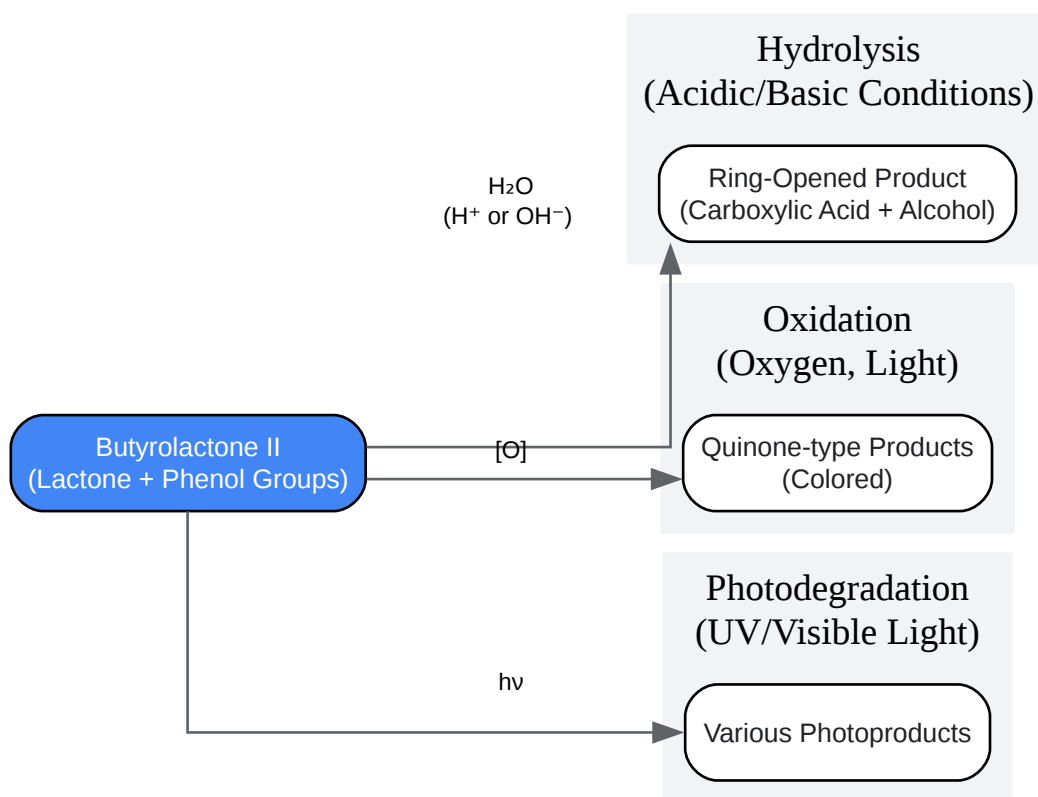 Hydrolysis
(Acidic/Basic Conditions)
Ring-Opened Product
(Carboxylic Acid + Alcohol)
H₂O
(H⁺ or OH⁻)
Oxidation
(Oxygen, Light)
Butyrolactone II
(Lactone + Phenol Groups)
[O]
Quinone-type Products
(Colored)
Photodegradation
(UV/Visible Light)
hν
Various Photoproducts